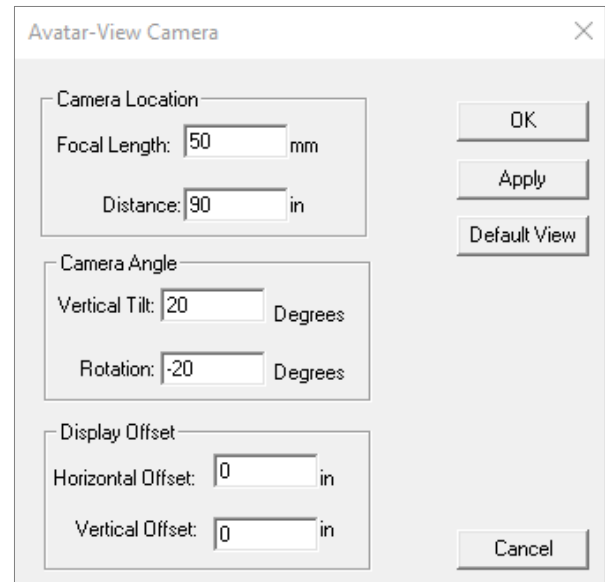 Avatar-View Camera
Camera Location
Focal Length: 50 mm
Distance: 90 in
Camera Angle
Vertical Tilt: 20 Degrees
Rotation: -20 Degrees
Display Offset
Horizontal Offset: 0 in
Vertical Offset: 0 in
OK
Apply
Default View
Cancel